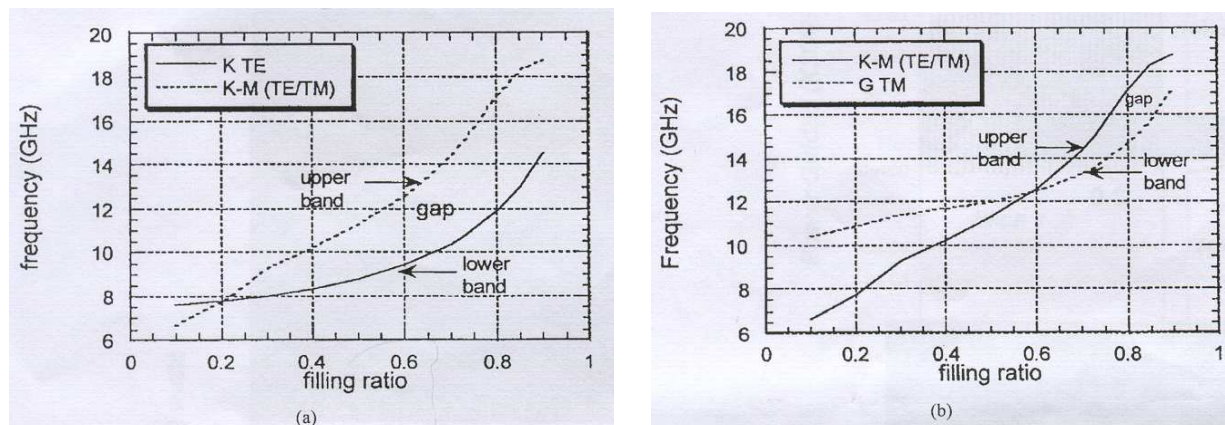 20
18
16
14
12
10
8
6
frequency (GHz)
K TE
K-M (TE/TM)
upper
band
gap
lower
band
0
0.2
0.4
0.6
0.8
1
filling ratio
(a)
20
18
16
14
12
10
8
6
Frequency (GHz)
K-M (TE/TM)
G TM
gap
upper
band
lower
band
0
0.2
0.4
0.6
0.8
1
filling ratio
(b)